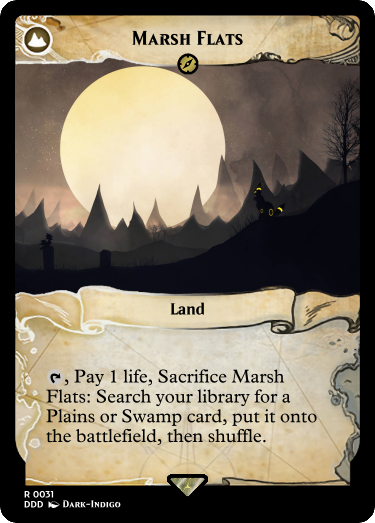 Marsh Flats
Land
, Pay 1 life, Sacrifice Marsh
Flats: Search your library for a
Plains or Swamp card, put it onto
the battlefield, then shuffle.
R 0031
DDD Dark-Indigo